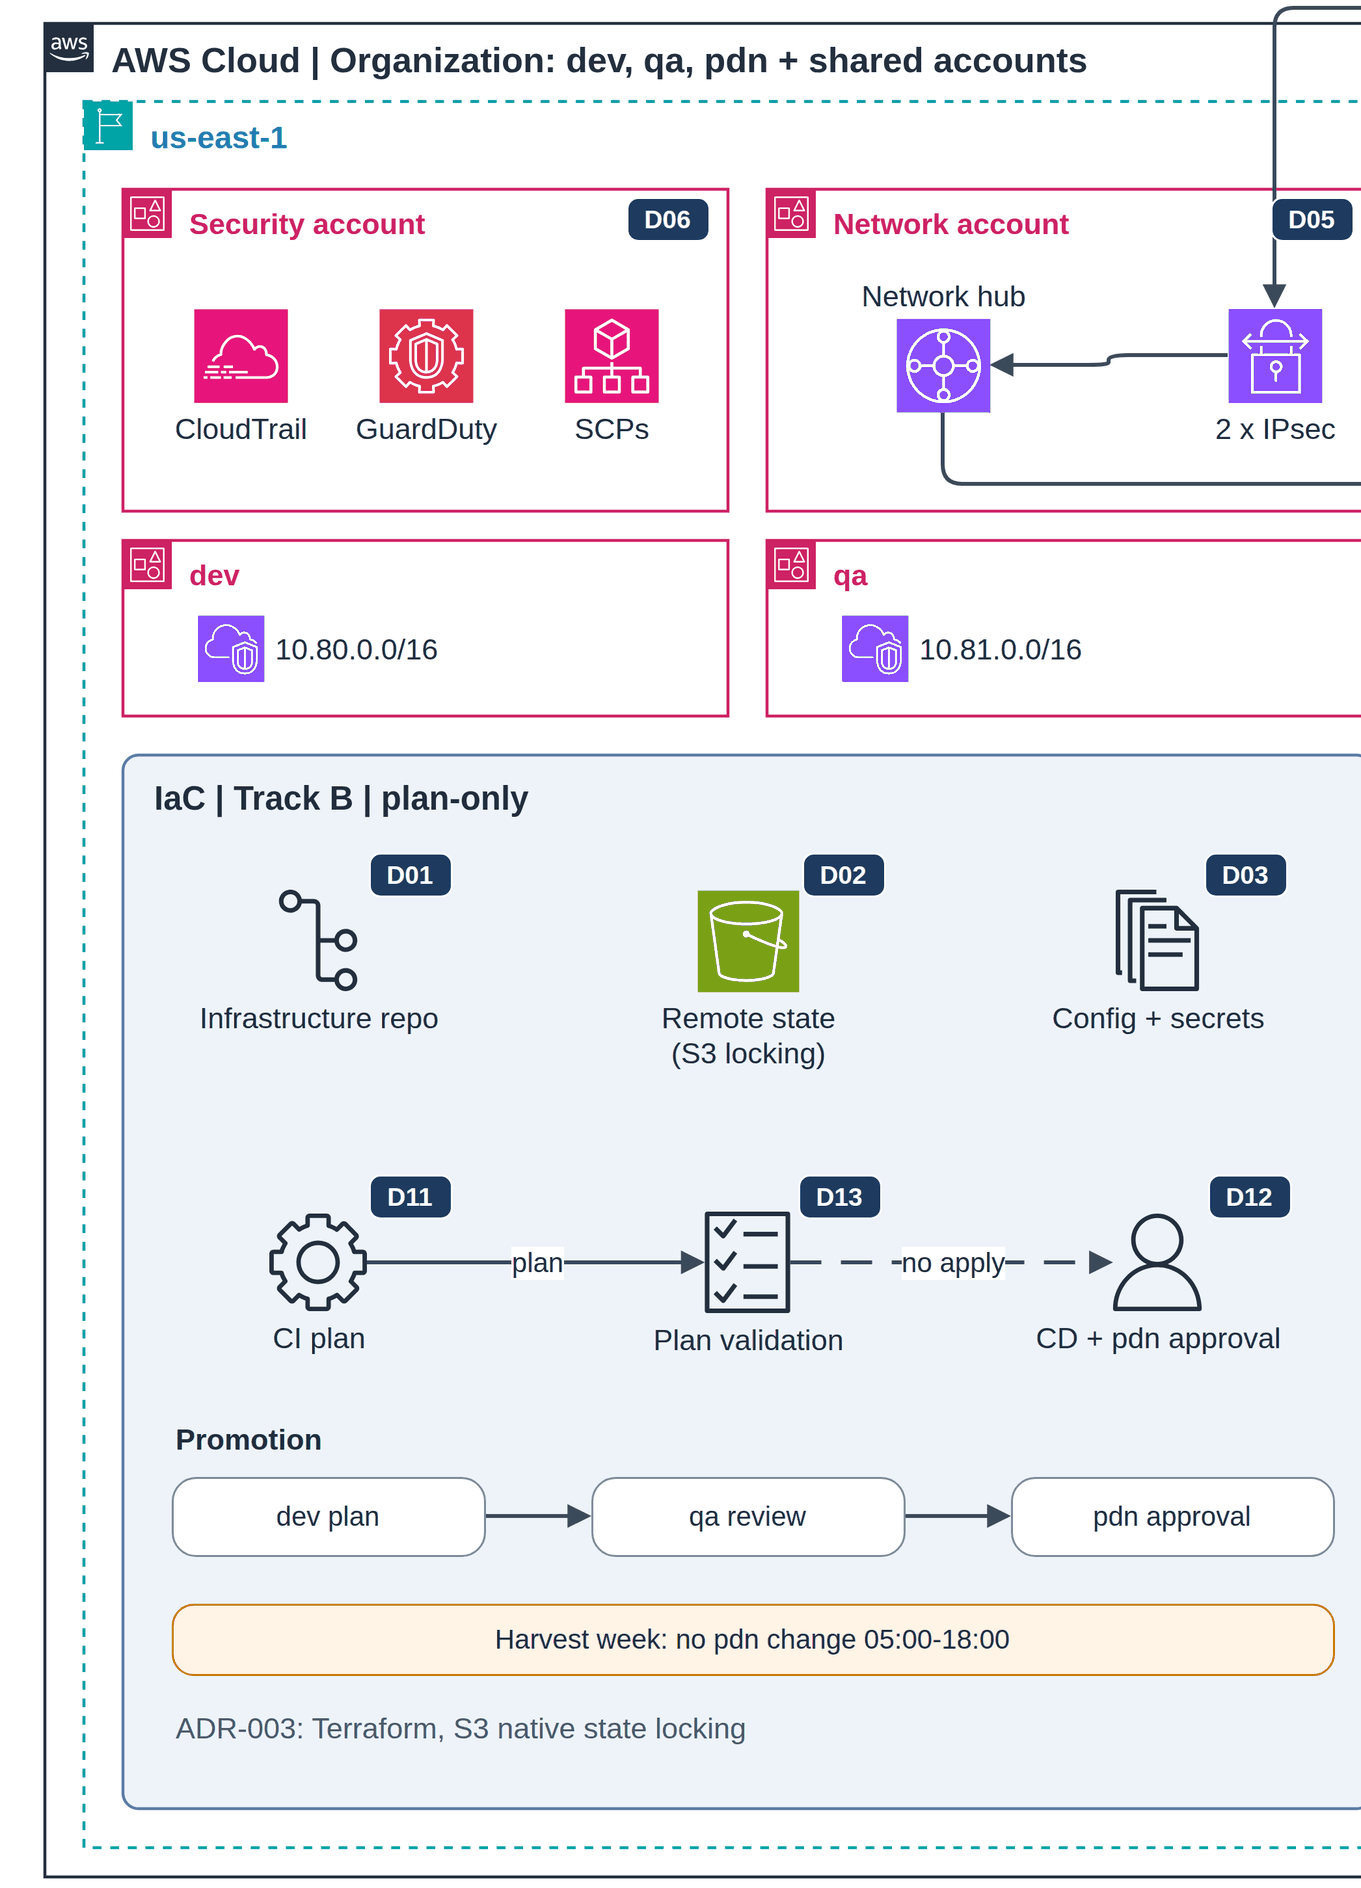 aws
AWS Cloud | Organization: dev, qa, pdn + shared accounts
us-east-1
Security account
D06
CloudTrail
GuardDuty
SCPs
Network account
D05
Network hub
2 x IPsec
dev
10.80.0.0/16
qa
10.81.0.0/16
IaC | Track B | plan-only
D01
Infrastructure repo
D02
Remote state
(S3 locking)
D03
Config + secrets
D11
CI plan
plan
D13
Plan validation
no apply
D12
CD + pdn approval
Promotion
dev plan
qa review
pdn approval
Harvest week: no pdn change 05:00-18:00
ADR-003: Terraform, S3 native state locking